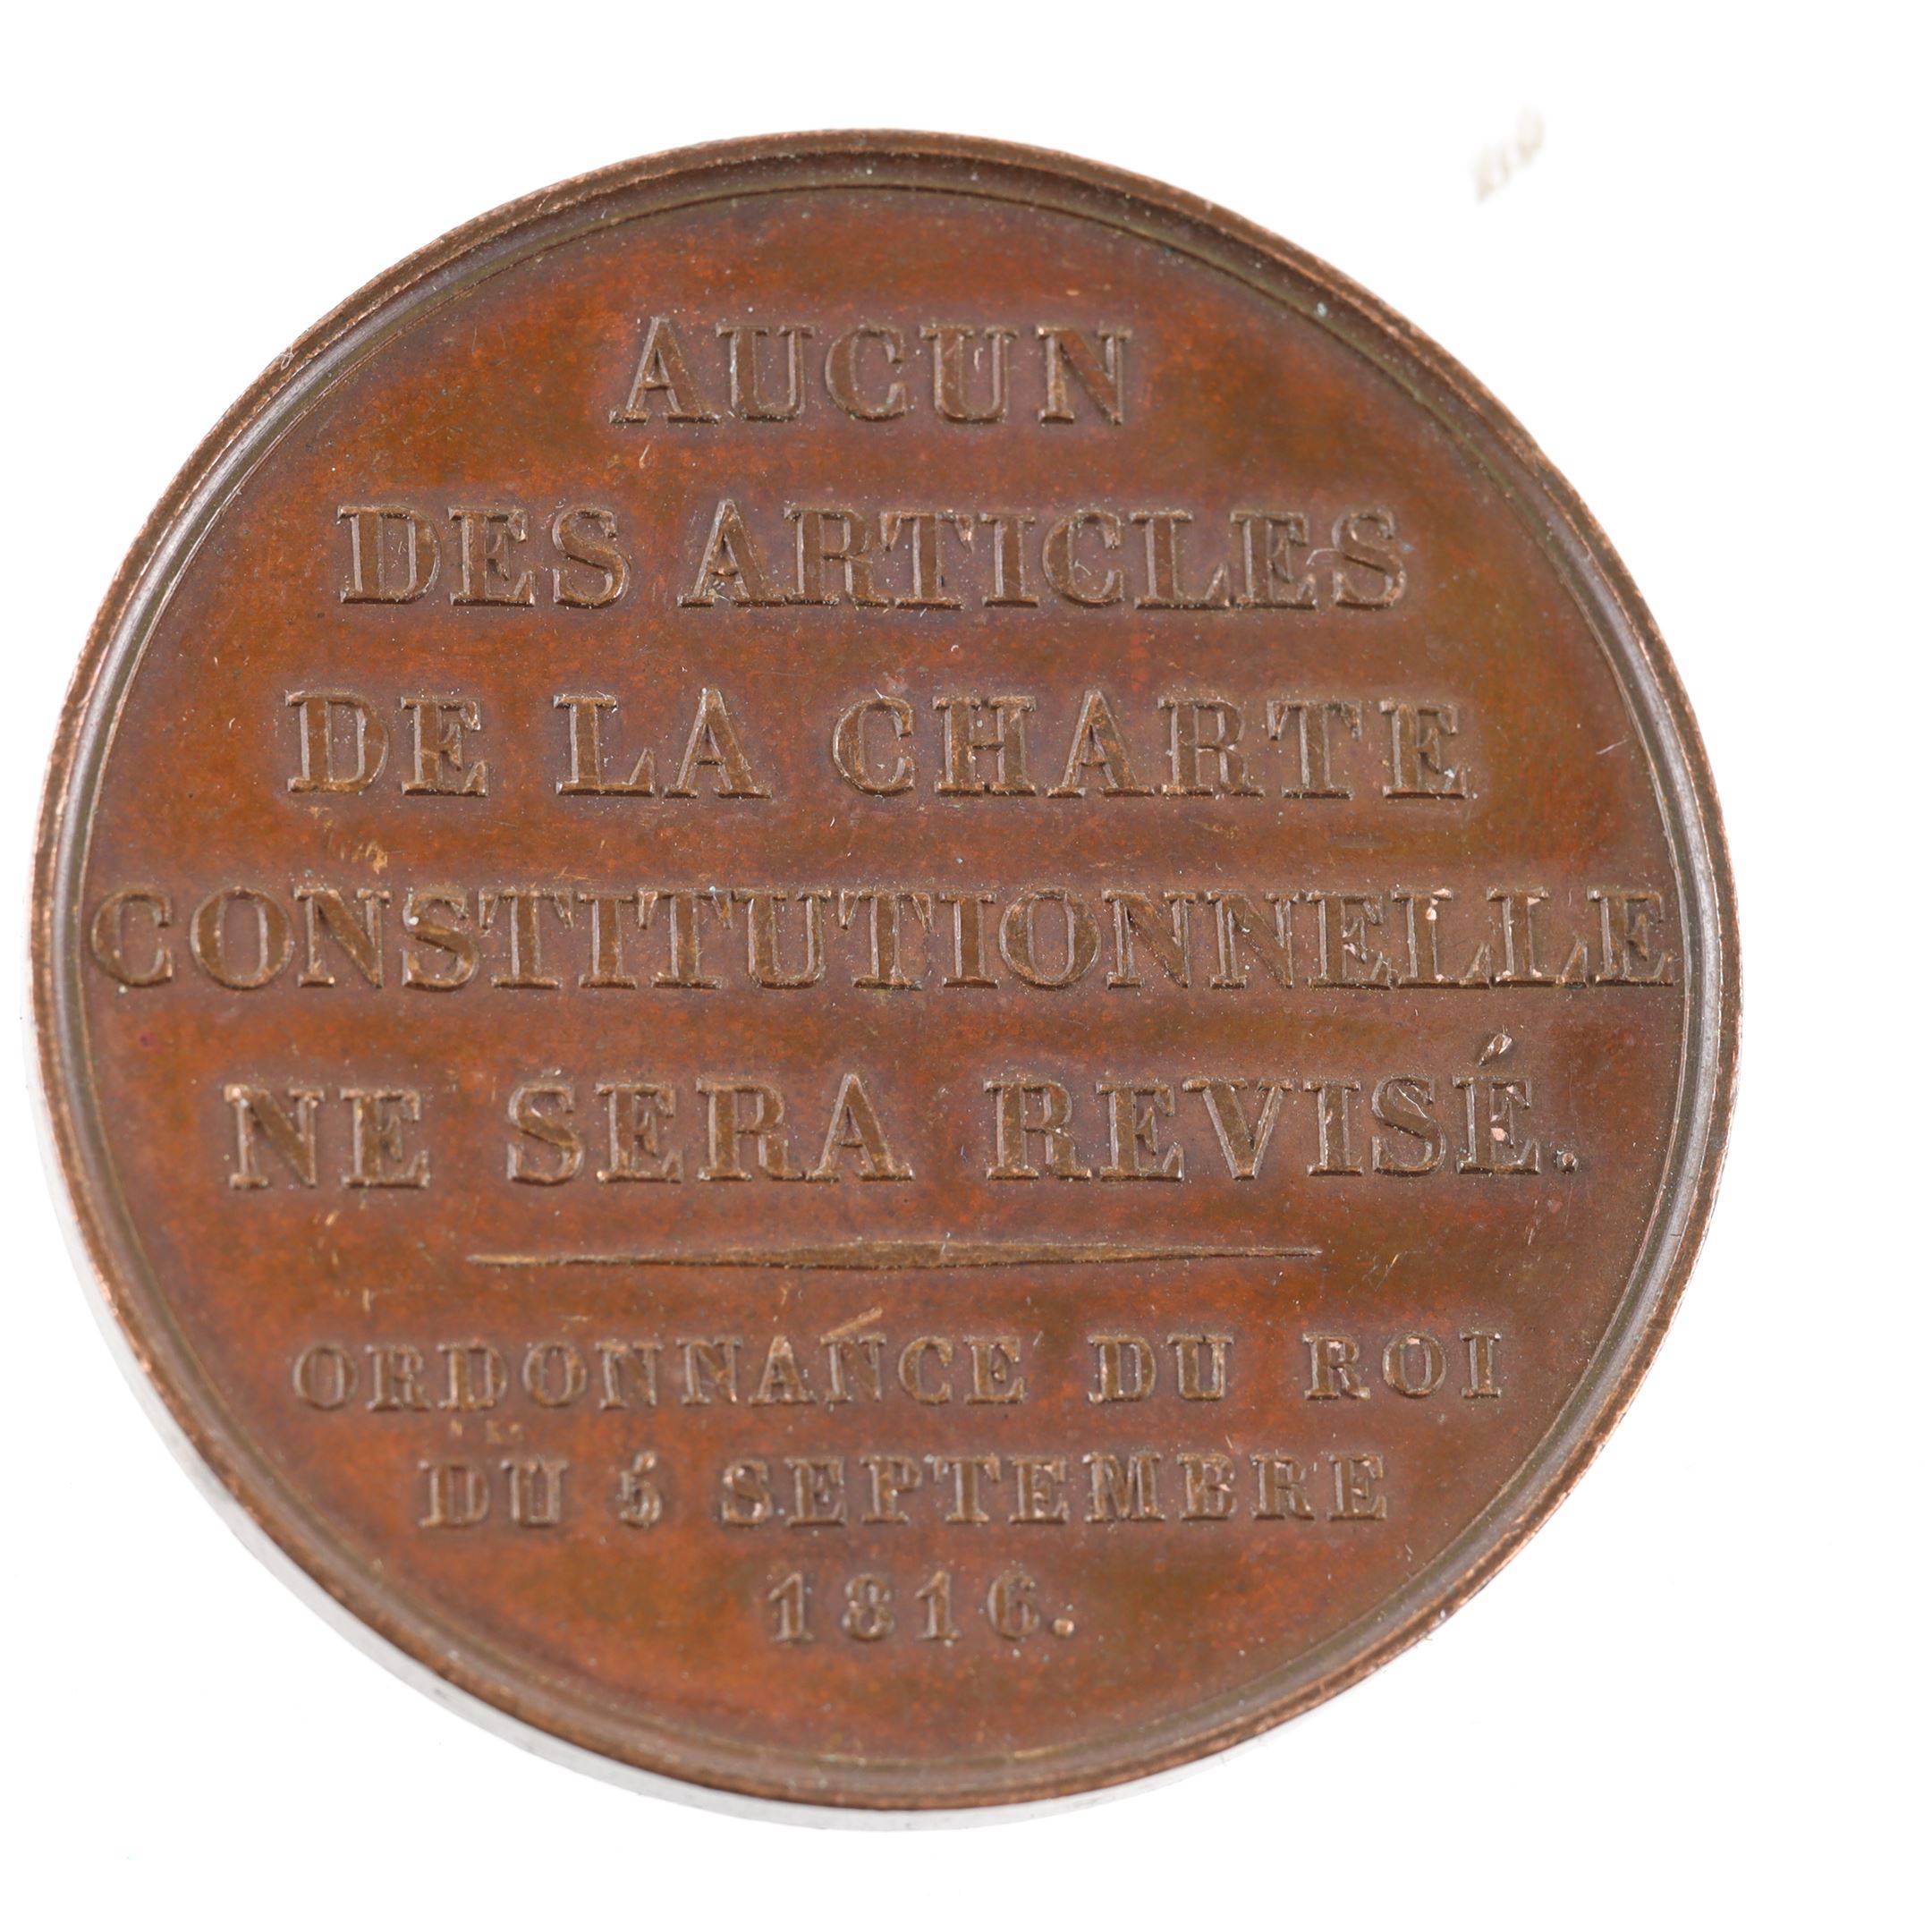 AUCUN
DES ARTICLES
DE LA CHARTE
CONSTITUTIONNELLE
NE SERA REVISÉ.
ORDONNANCE DU ROI
DU 5 SEPTEMBRE
1816.